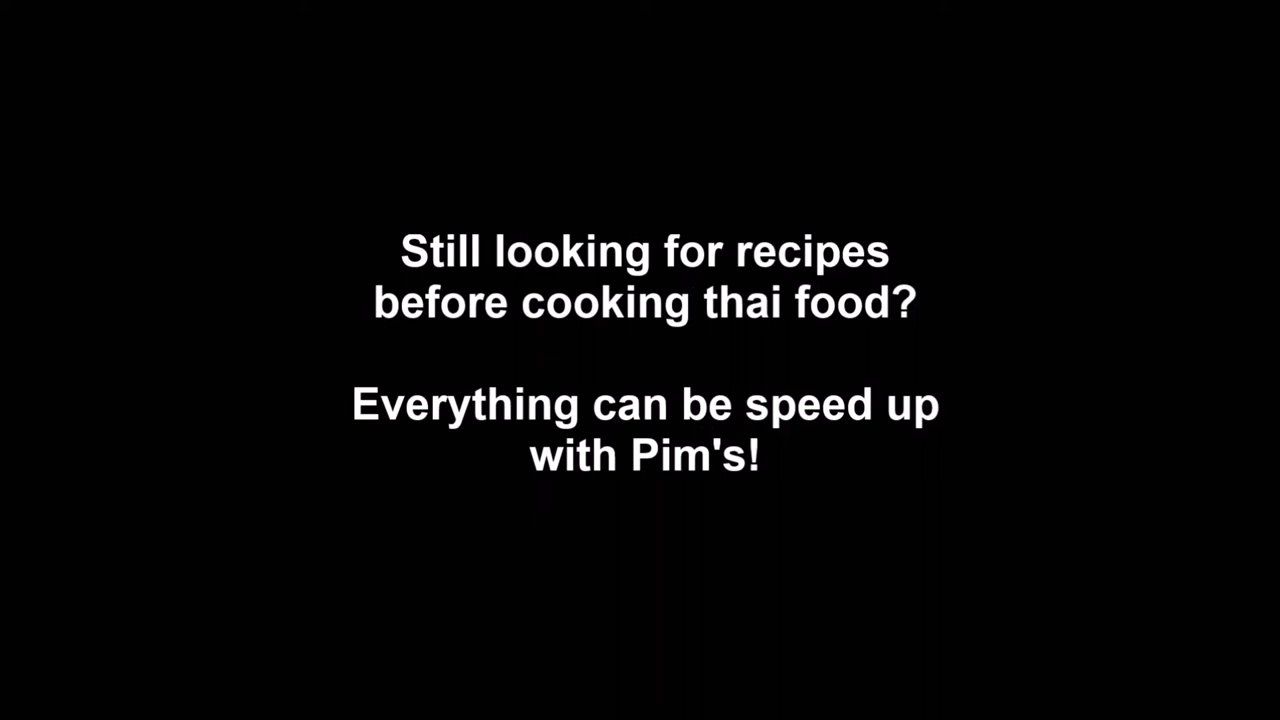 Still looking for recipes
before cooking thai food?
Everything can be speed up
with Pim's!